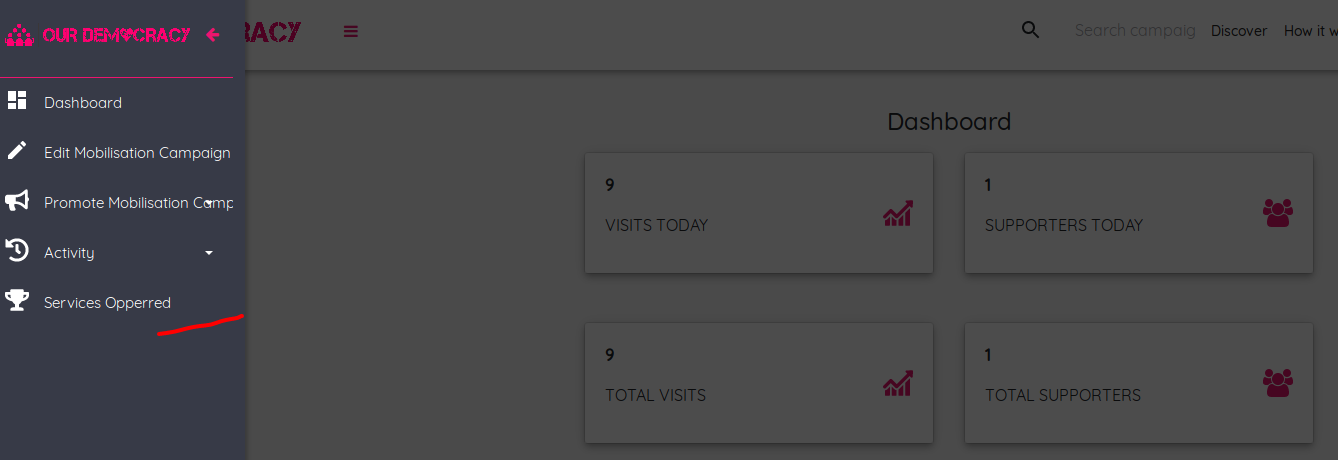 OUR DEMOCRACY
CRACY
Search campaig
Discover
How it w
Dashboard
Edit Mobilisation Campaign
Promote Mobilisation Camp
Activity
Services Opperred
Dashboard
9
VISITS TODAY
1
SUPPORTERS TODAY
9
TOTAL VISITS
1
TOTAL SUPPORTERS